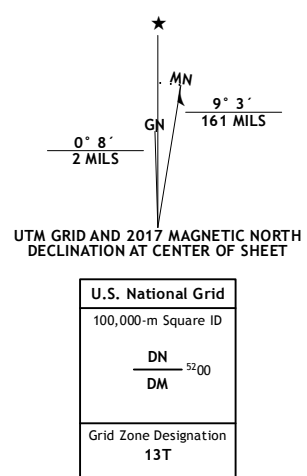 ★
MN
9° 3´
161 MILS
GN
0° 8´
2 MILS
UTM GRID AND 2017 MAGNETIC NORTH
DECLINATION AT CENTER OF SHEET
U.S. National Grid
100,000-m Square ID
DN
5200
DM
Grid Zone Designation
13T